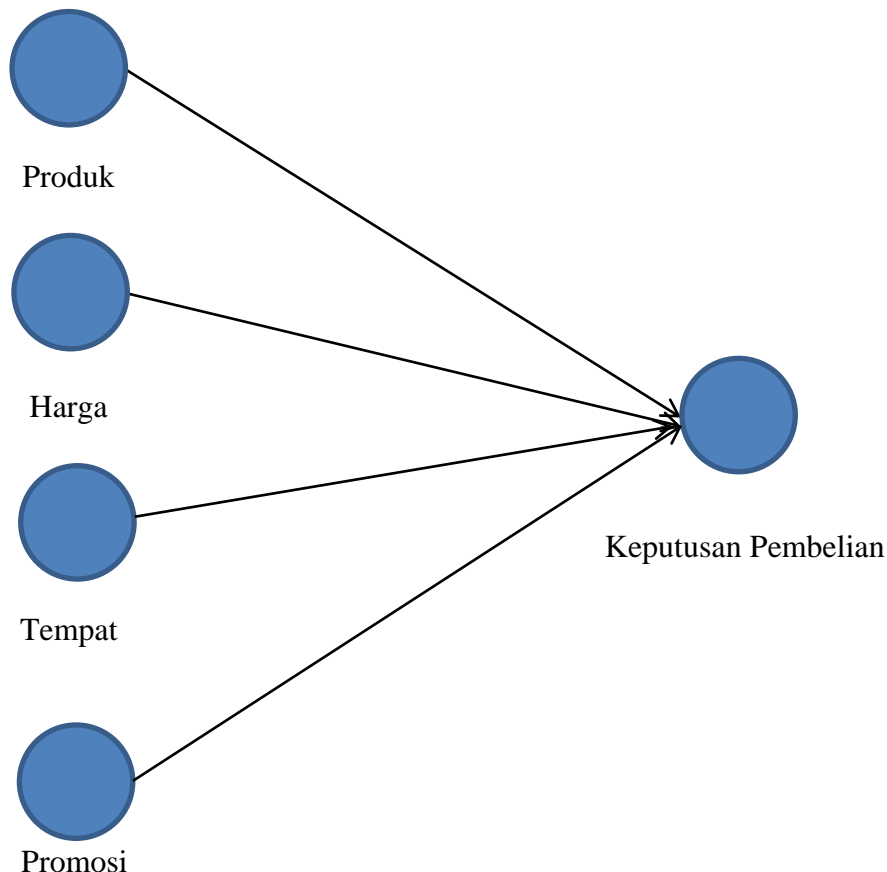 Produk
Harga
Tempat
Keputusan Pembelian
Promosi